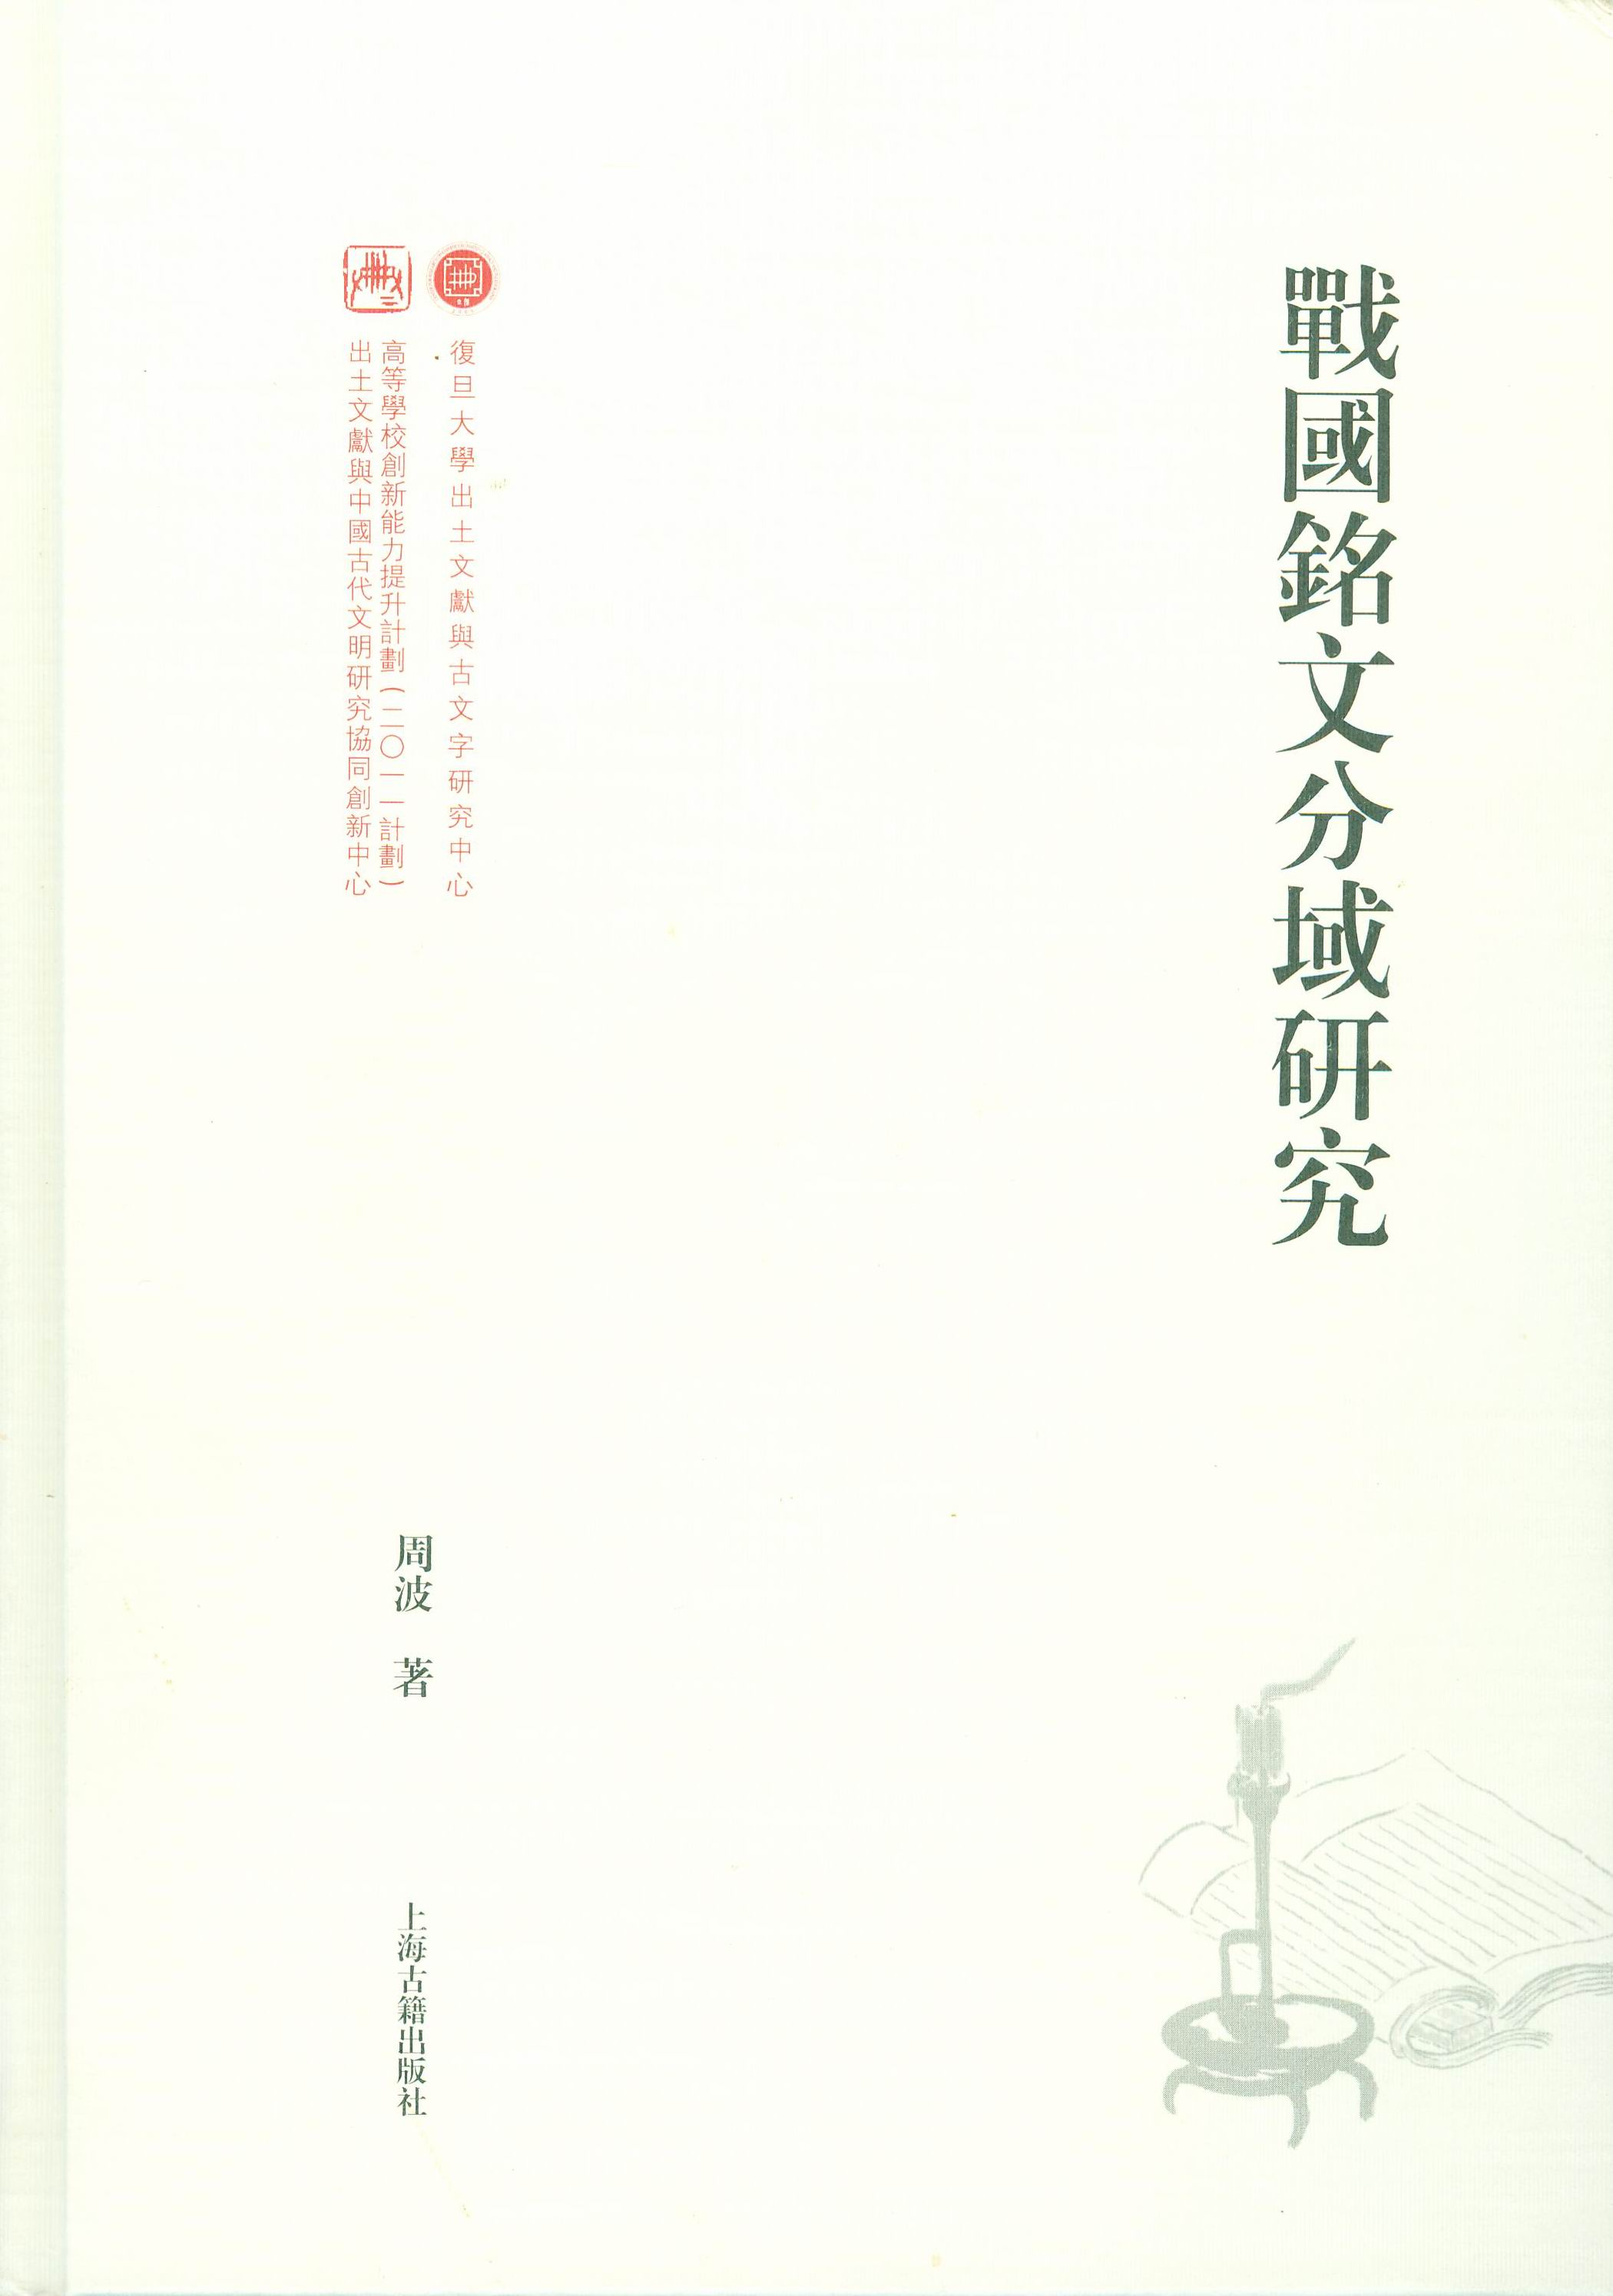 戰國銘文分域研究
復旦大學出土文獻與古文字研究中心
高等學校創新能力提升計劃(二〇一一計劃)
出土文獻與中國古代文明研究協同創新中心
周波 著
上海古籍出版社